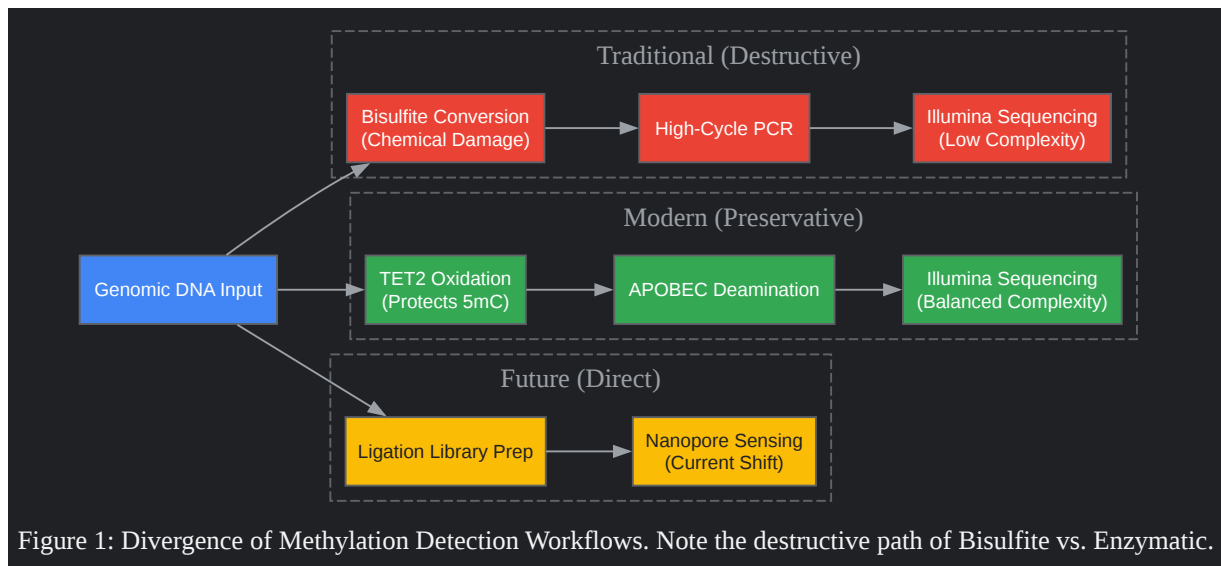 Traditional (Destructive)
Bisulfite Conversion
(Chemical Damage)
High-Cycle PCR
Illumina Sequencing
(Low Complexity)
Modern (Preservative)
Genomic DNA Input
TET2 Oxidation
(Protects 5mC)
APOBEC Deamination
Illumina Sequencing
(Balanced Complexity)
Future (Direct)
Ligation Library Prep
Nanopore Sensing
(Current Shift)
Figure 1: Divergence of Methylation Detection Workflows. Note the destructive path of Bisulfite vs. Enzymatic.